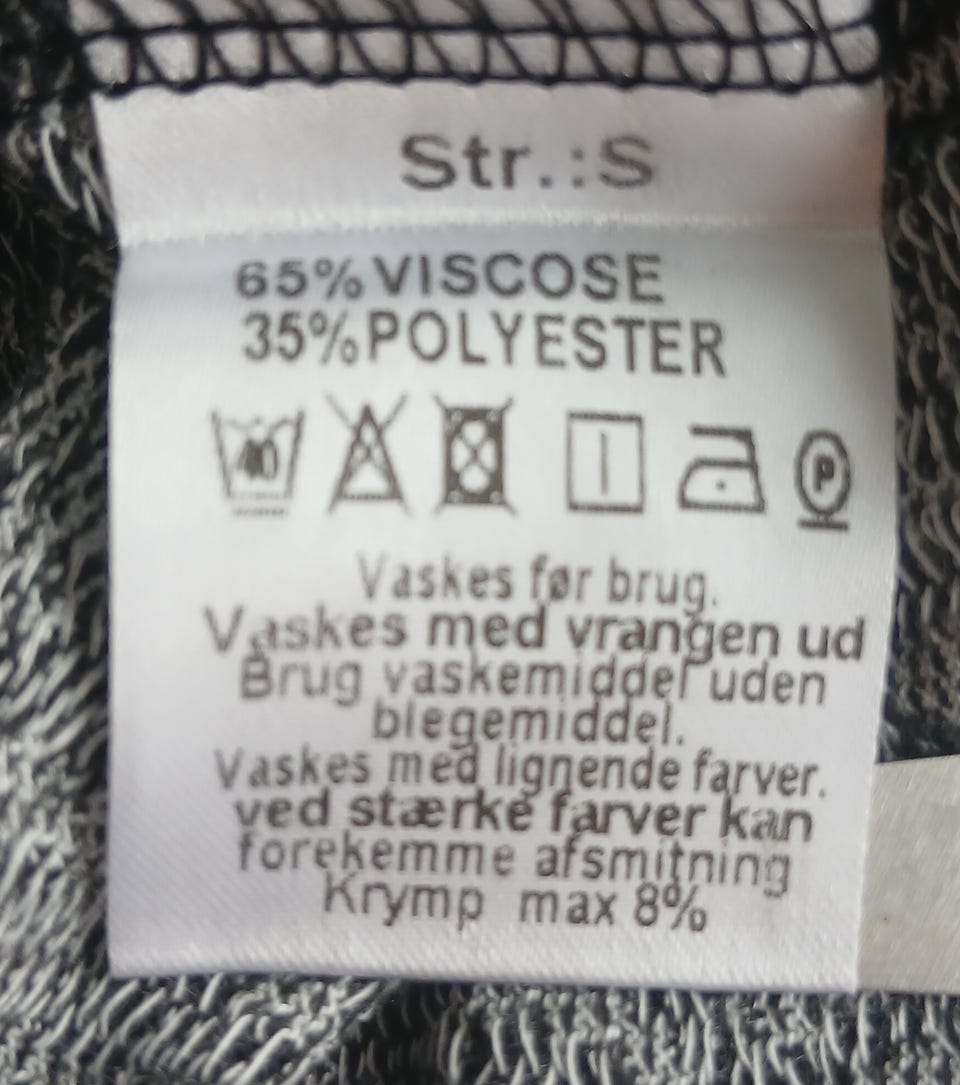 Str.:S
65%VISCOSE
35%POLYESTER
40 P
Vaskes før brug.
Vaskes med vrangen ud
Brug vaskemiddel uden
blegemiddel.
Vaskes med lignende farver.
ved stærke farver kan
forekemme afsmitning
Krymp max 8%